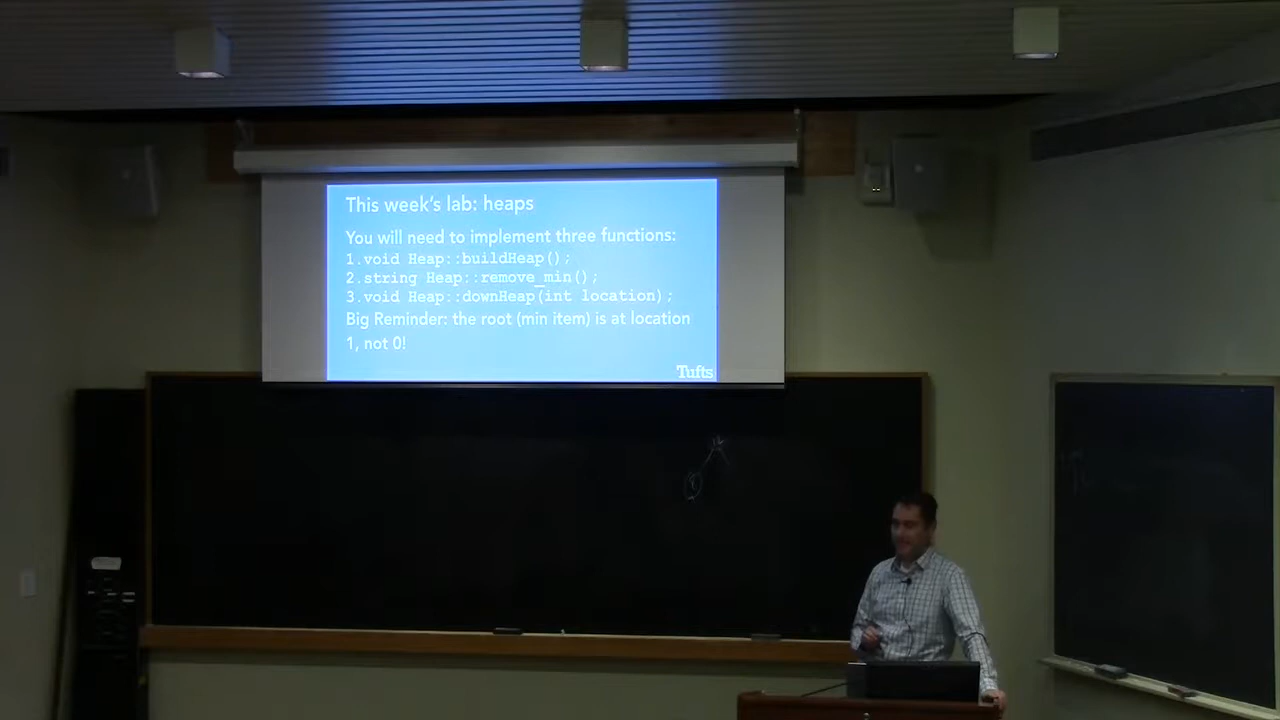 This week's lab: heaps
You will need to implement three functions:
1.void Heap::buildHeap();
2.string Heap::remove_min();
3.void Heap::downHeap(int location);
Big Reminder: the root (min item) is at location
1, not 0!
Tufts